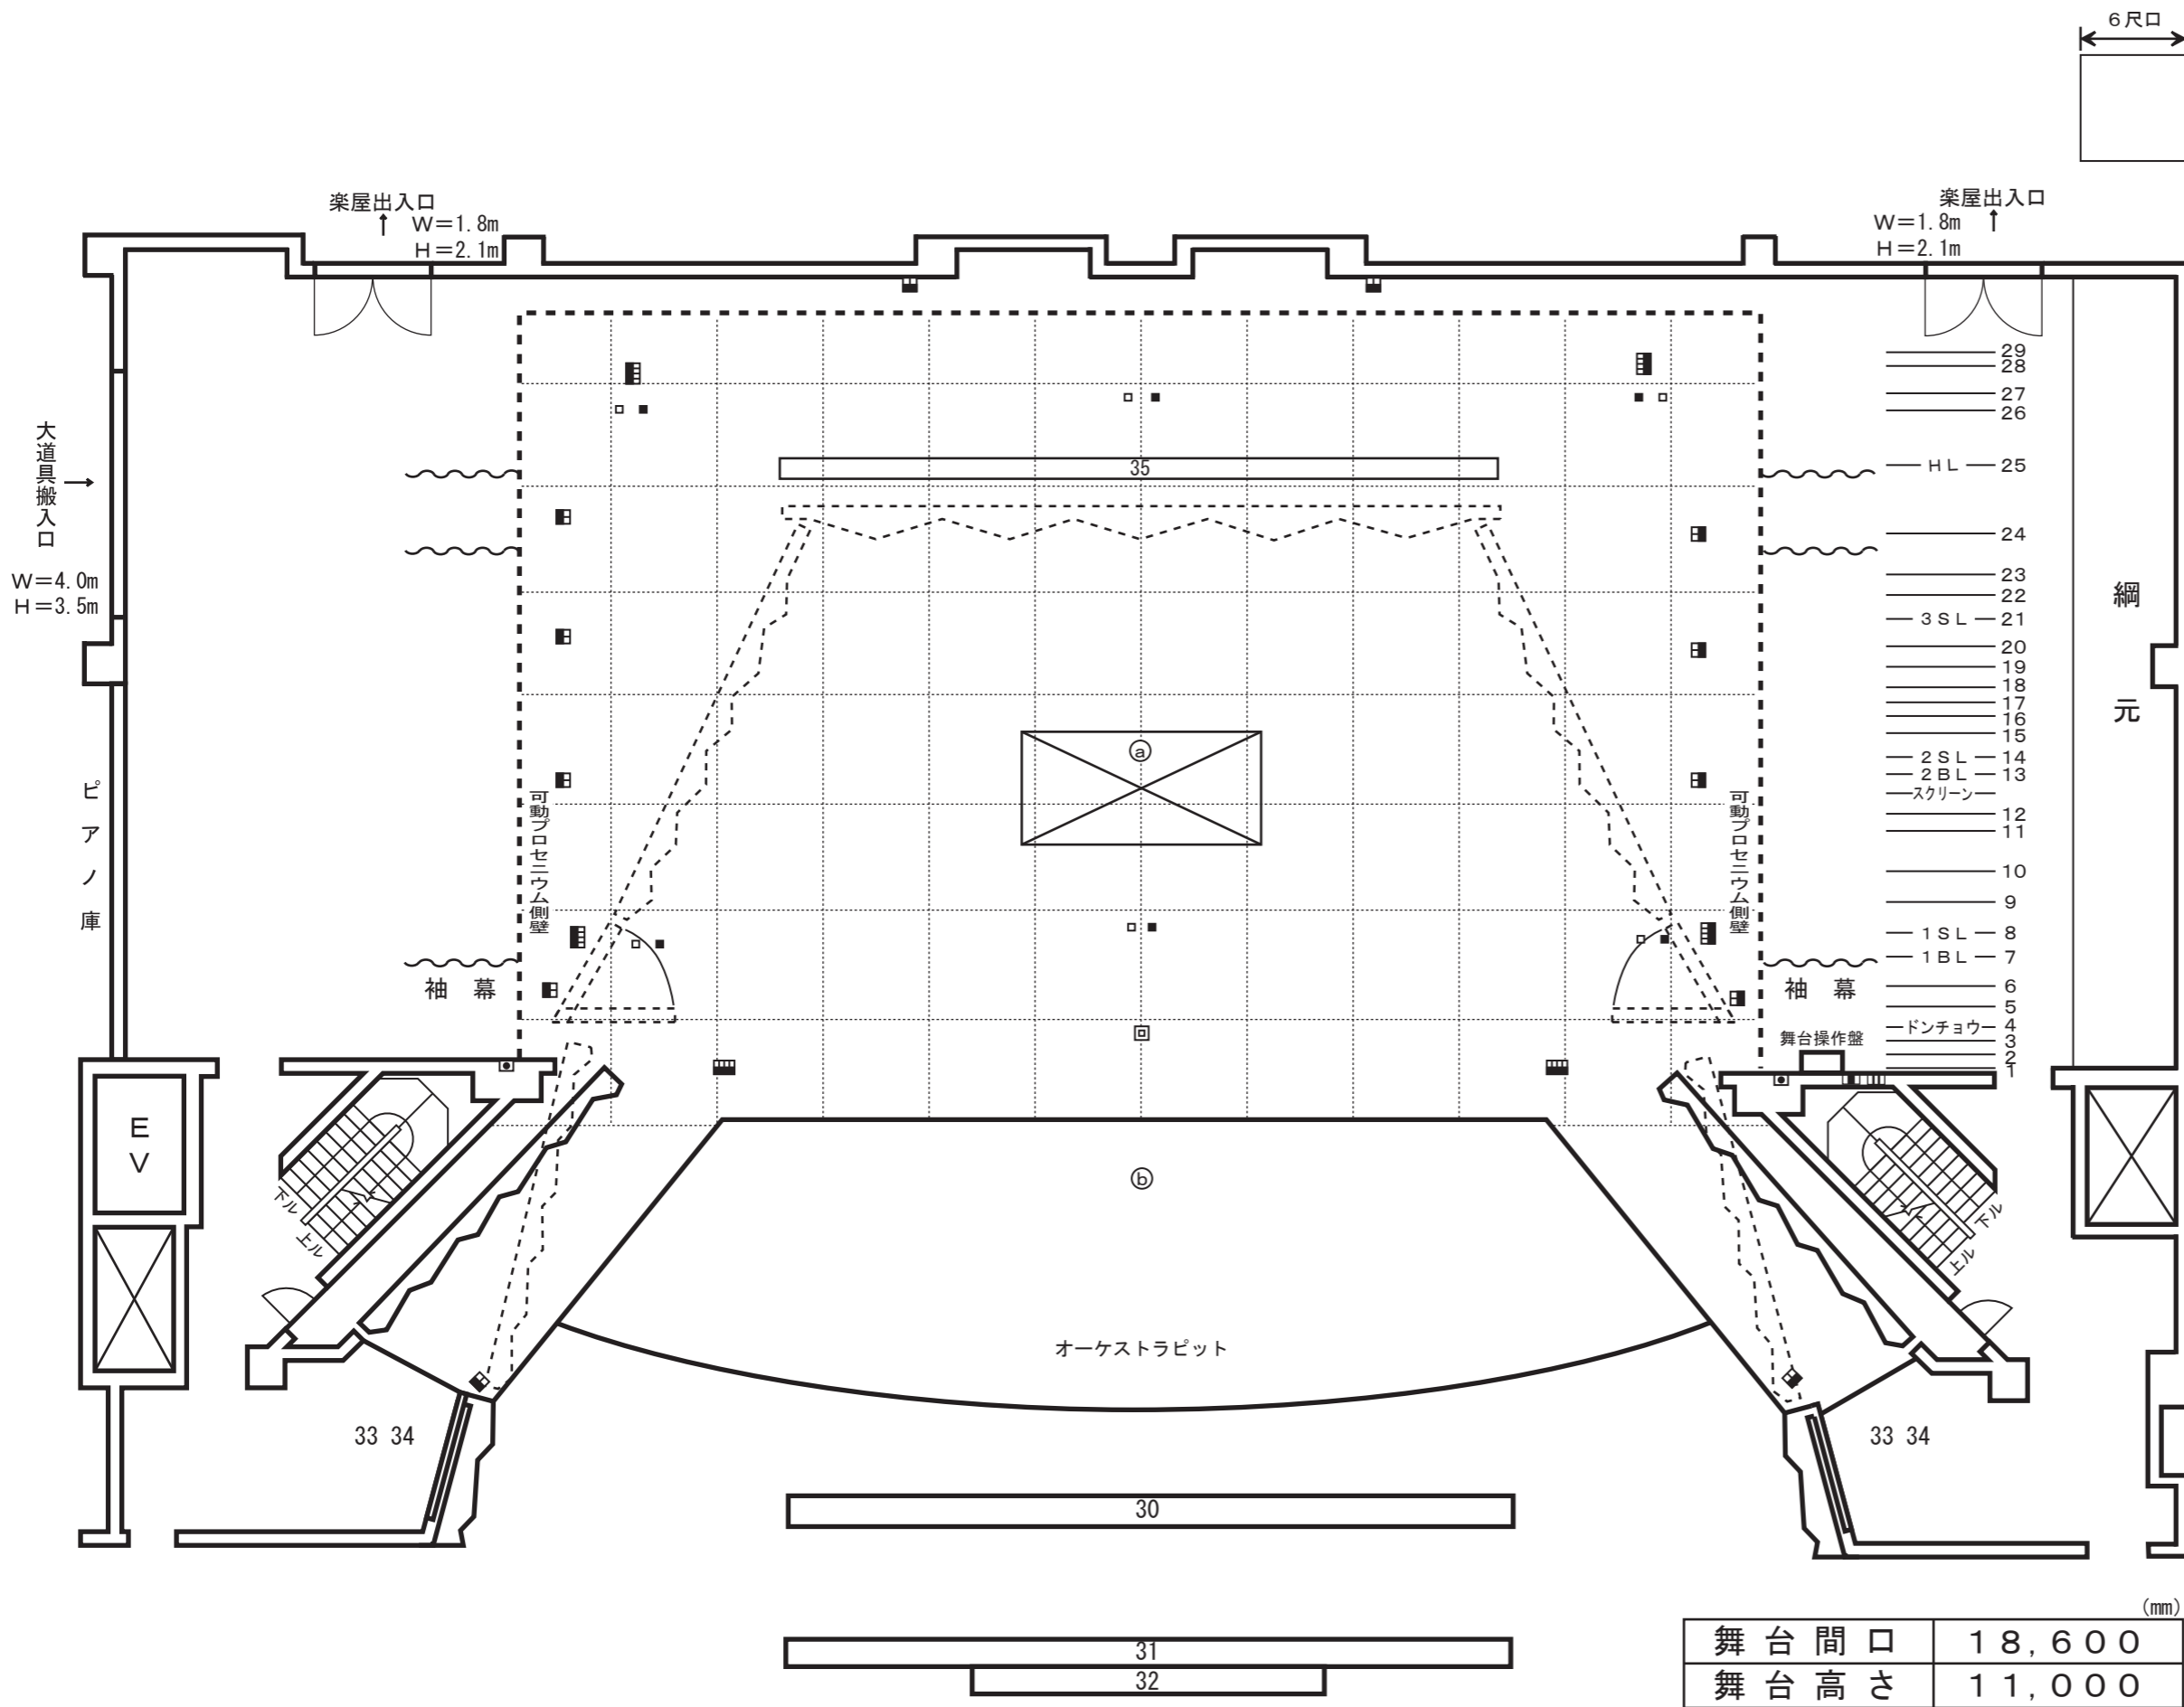 6尺口
楽屋出入口
W=1.8m
H=2.1m
楽屋出入口
W=1.8m
H=2.1m
大道具搬入口
W=4.0m
H=3.5m
ピアノ庫
35
29
28
27
26
HL 25
24
23
22
3SL 21
20
19
18
17
16
15
2SL 14
2BL 13
スクリーン
12
11
10
9
1SL 8
1BL 7
6
5
ドンチョウ 4
3
2
1
綱元
ⓐ
可動プロセニウム側壁
可動プロセニウム側壁
袖幕
袖幕
舞台操作盤
EV
下ル
上ル
下ル
上ル
ⓑ
オーケストラピット
33 34
33 34
30
31
32
(mm)
舞台間口 18,600
舞台高さ 11,000